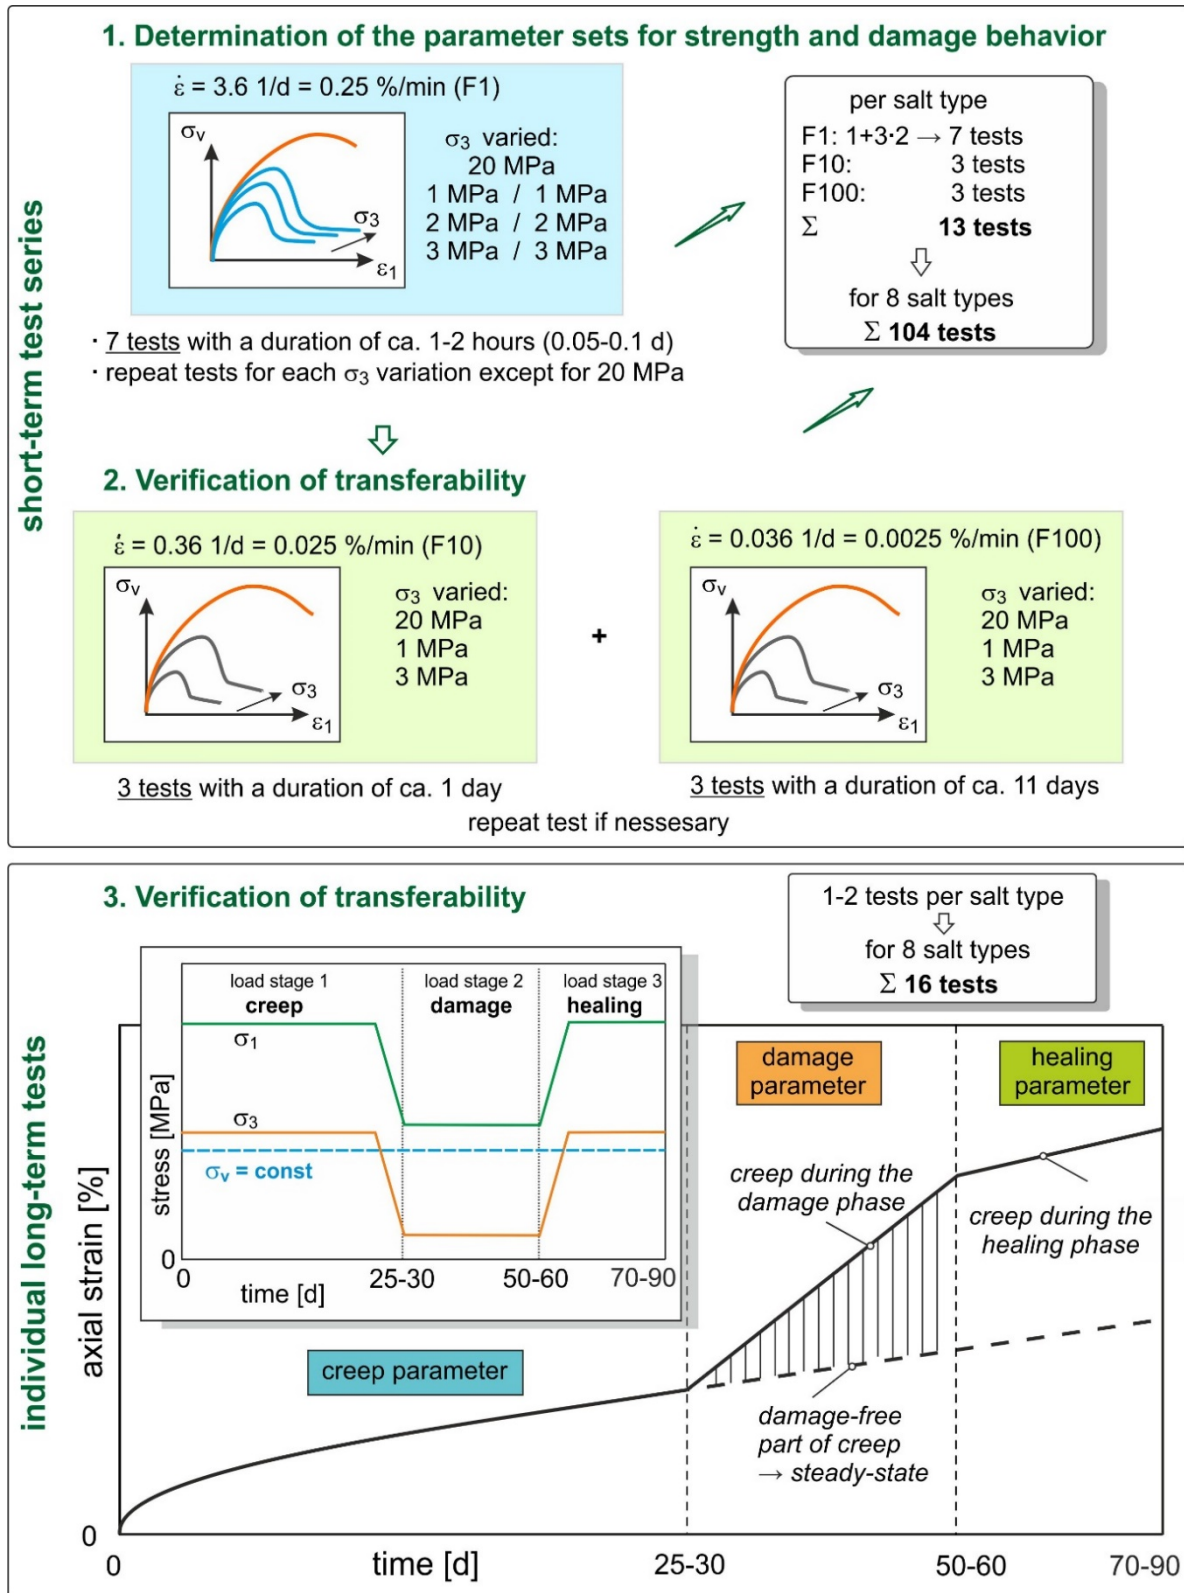 1. Determination of the parameter sets for strength and damage behavior
short-term test series
ε̇ = 3.6 1/d = 0.25 %/min (F1)
σv
σ3
ε1
σ3 varied:
20 MPa
1 MPa / 1 MPa
2 MPa / 2 MPa
3 MPa / 3 MPa
· 7 tests with a duration of ca. 1-2 hours (0.05-0.1 d)
· repeat tests for each σ3 variation except for 20 MPa
per salt type
F1: 1+3·2 → 7 tests
F10: 3 tests
F100: 3 tests
Σ 13 tests
for 8 salt types
Σ 104 tests
2. Verification of transferability
ε̇ = 0.36 1/d = 0.025 %/min (F10)
σv
σ3
ε1
σ3 varied:
20 MPa
1 MPa
3 MPa
3 tests with a duration of ca. 1 day
+
ε̇ = 0.036 1/d = 0.0025 %/min (F100)
σv
σ3
ε1
σ3 varied:
20 MPa
1 MPa
3 MPa
3 tests with a duration of ca. 11 days
repeat test if nessesary
individual long-term tests
3. Verification of transferability
1-2 tests per salt type
for 8 salt types
Σ 16 tests
load stage 1
creep
load stage 2
damage
load stage 3
healing
σ1
σ3
σv = const
stress [MPa]
0
0
25-30
50-60
70-90
time [d]
damage
parameter
healing
parameter
creep during the
damage phase
creep during the
healing phase
creep parameter
damage-free
part of creep
→ steady-state
axial strain [%]
0
0
time [d]
25-30
50-60
70-90